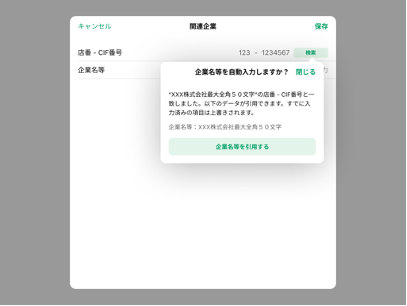 キャンセル 関連企業 保存
店番 - CIF番号 123 - 1234567 検索
企業名等 力
企業名等を自動入力しますか？ 閉じる
"XXX株式会社最大全角５０文字"の店番 - CIF番号と一
致しました。以下のデータが引用できます。すでに入
力済みの項目は上書きされます。
企業名等：XXX株式会社最大全角５０文字
企業名等を引用する